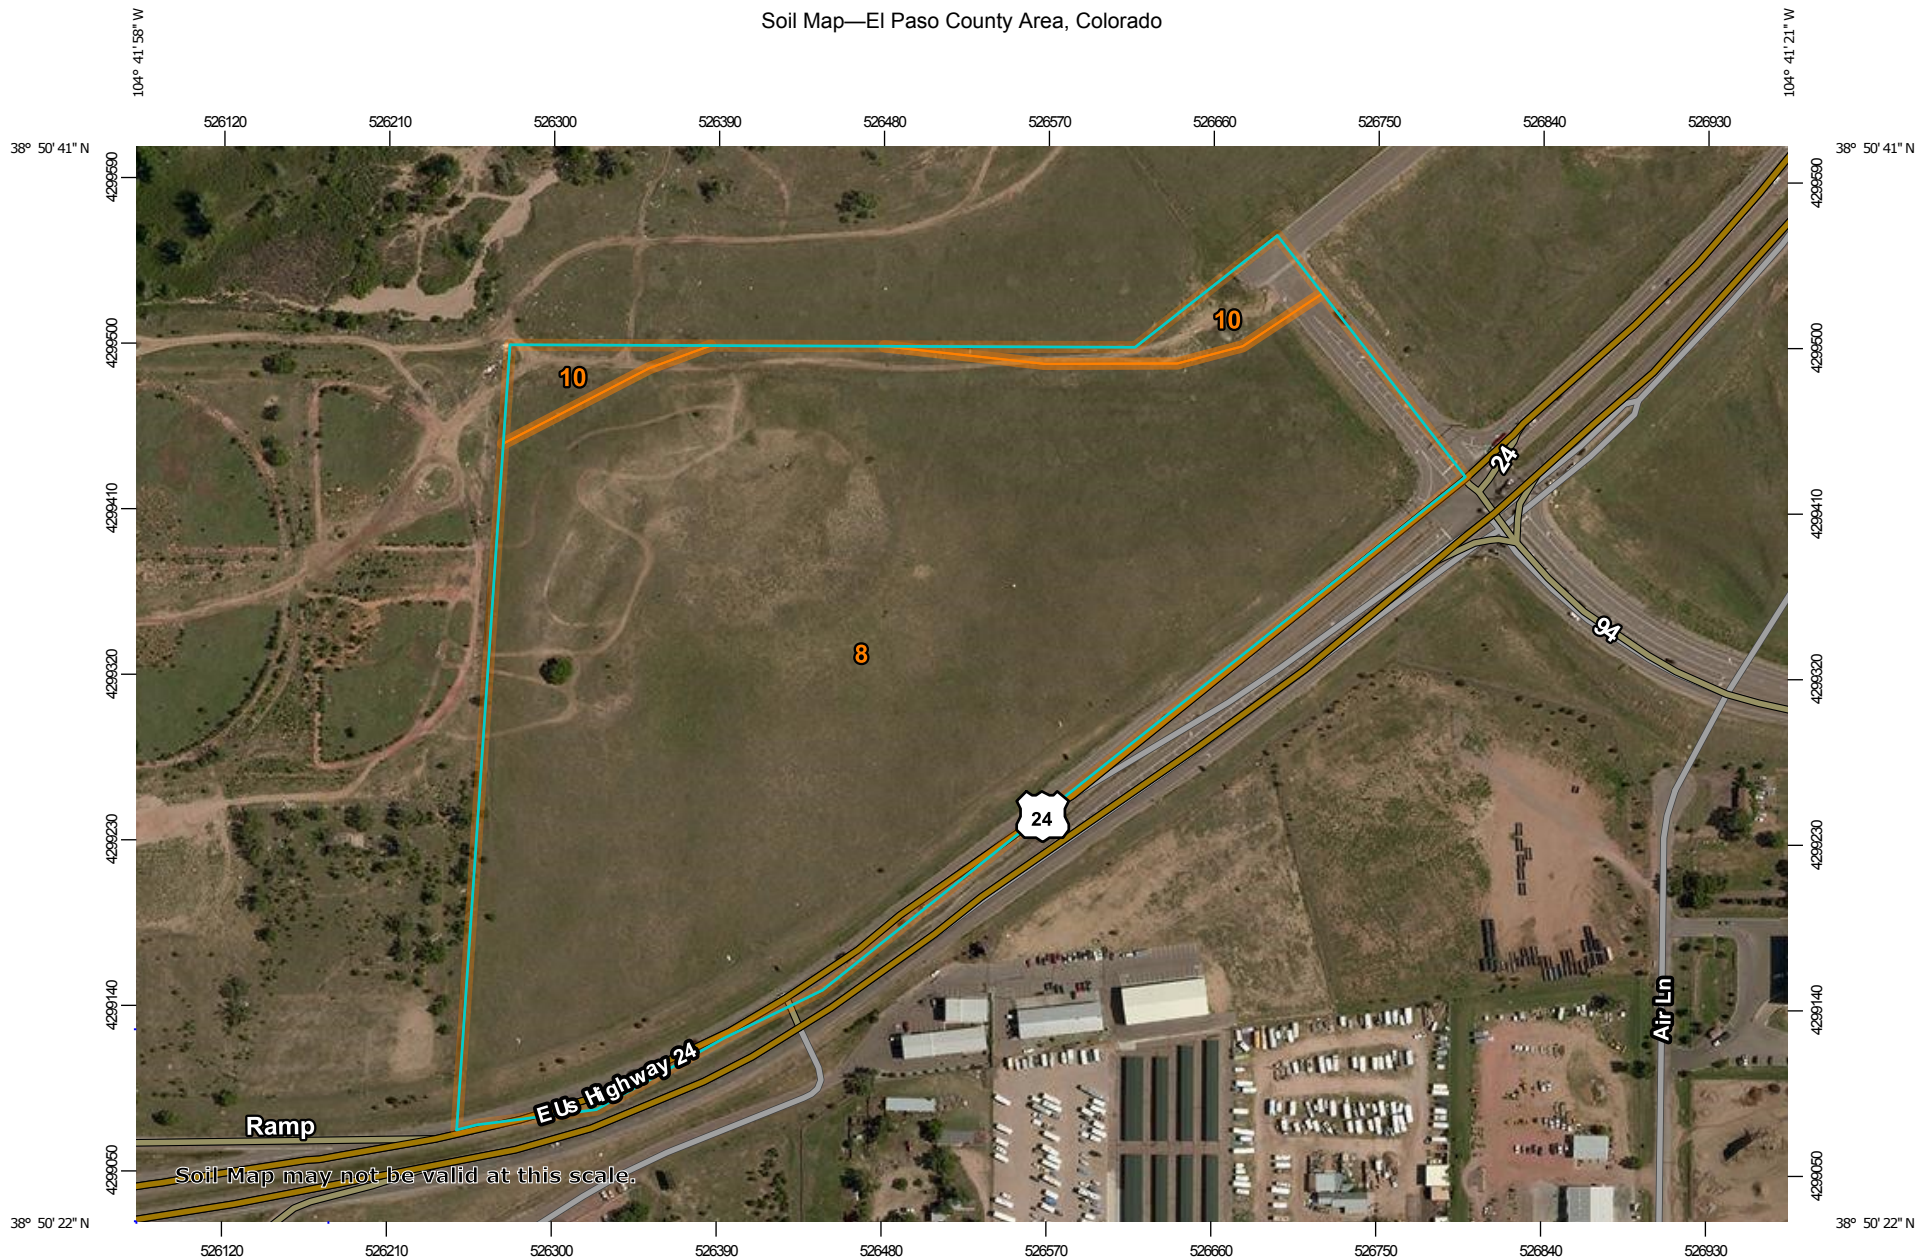 Soil Map—El Paso County Area, Colorado
104° 41' 58" W
104° 41' 21" W
526120 526210 526300 526390 526480 526570 526660 526750 526840 526930
38° 50' 41" N
38° 50' 41" N
4299590
4299590
10
4299500
4299500
10
24
4299410
4299410
94
8
4299320
4299320
24
4299230
4299230
4299140
4299140
Air Ln
E Us Highway 24
Ramp
4299050
4299050
Soil Map may not be valid at this scale.
38° 50' 22" N
38° 50' 22" N
526120 526210 526300 526390 526480 526570 526660 526750 526840 526930